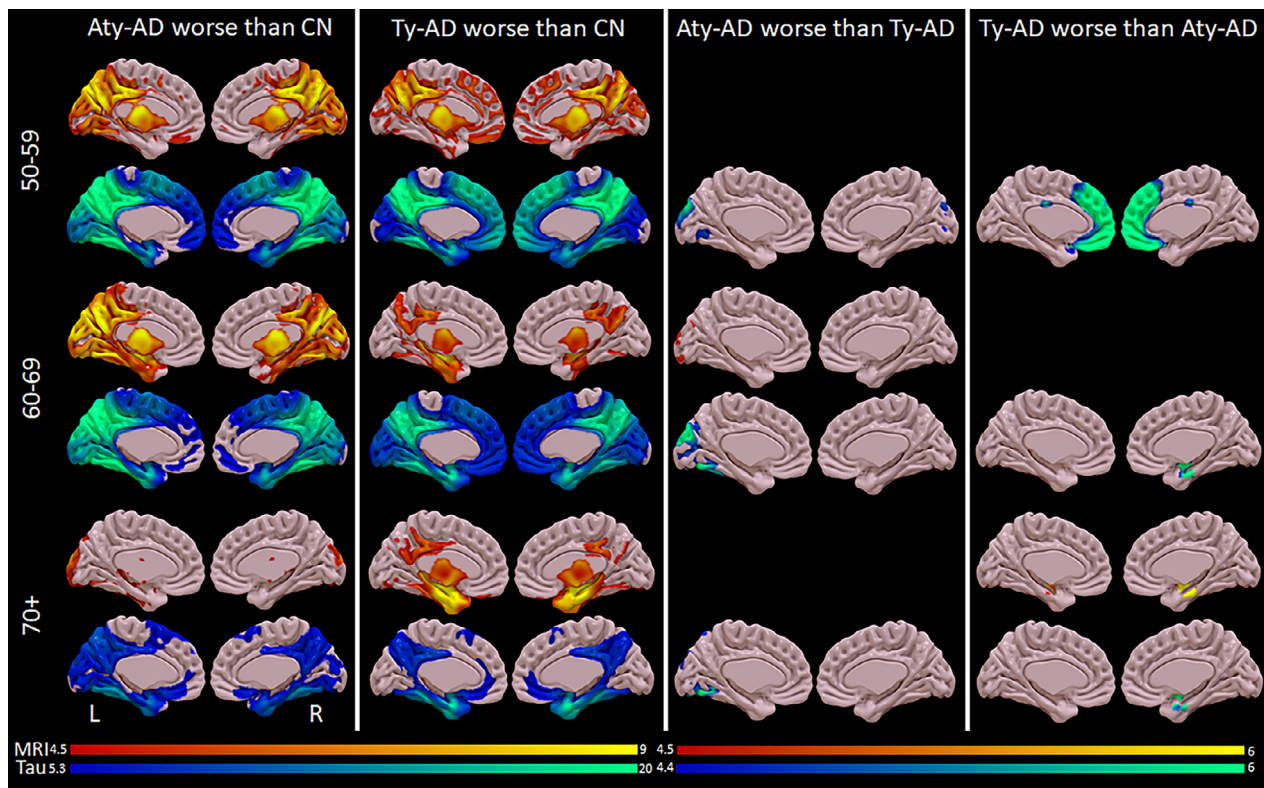 Aty-AD worse than CN
Ty-AD worse than CN
Aty-AD worse than Ty-AD
Ty-AD worse than Aty-AD
50-59
60-69
70+
L R
MRI 4.5 9 4.5 6
Tau 5.3 20 4.4 6